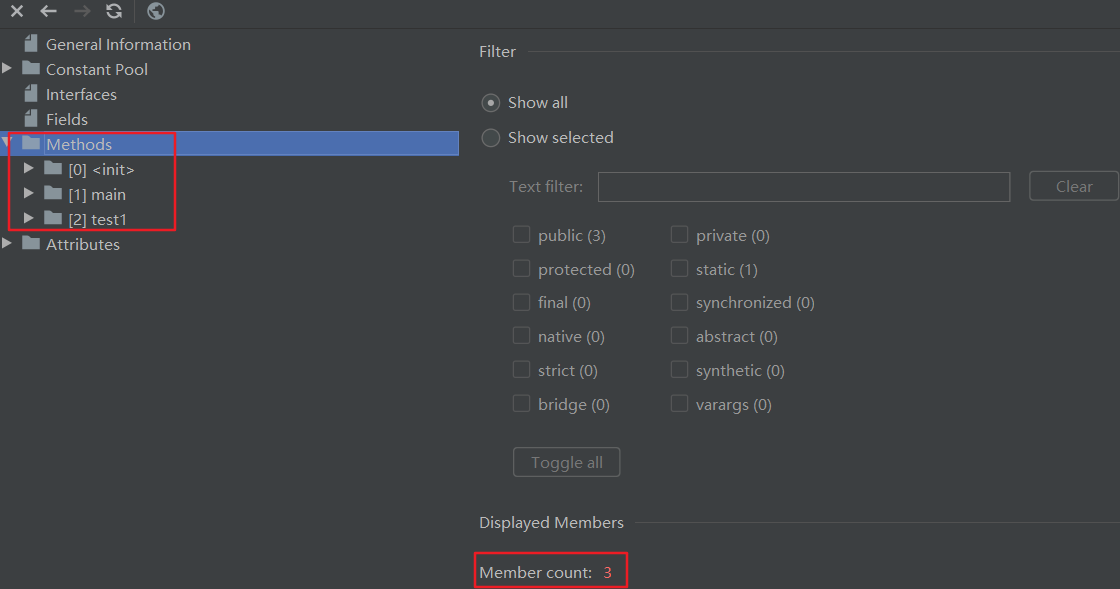 General Information
Constant Pool
Interfaces
Fields
Methods
[0] <init>
[1] main
[2] test1
Attributes
Filter
Show all
Show selected
Text filter:
Clear
public (3)
private (0)
protected (0)
static (1)
final (0)
synchronized (0)
native (0)
abstract (0)
strict (0)
synthetic (0)
bridge (0)
varargs (0)
Toggle all
Displayed Members
Member count: 3